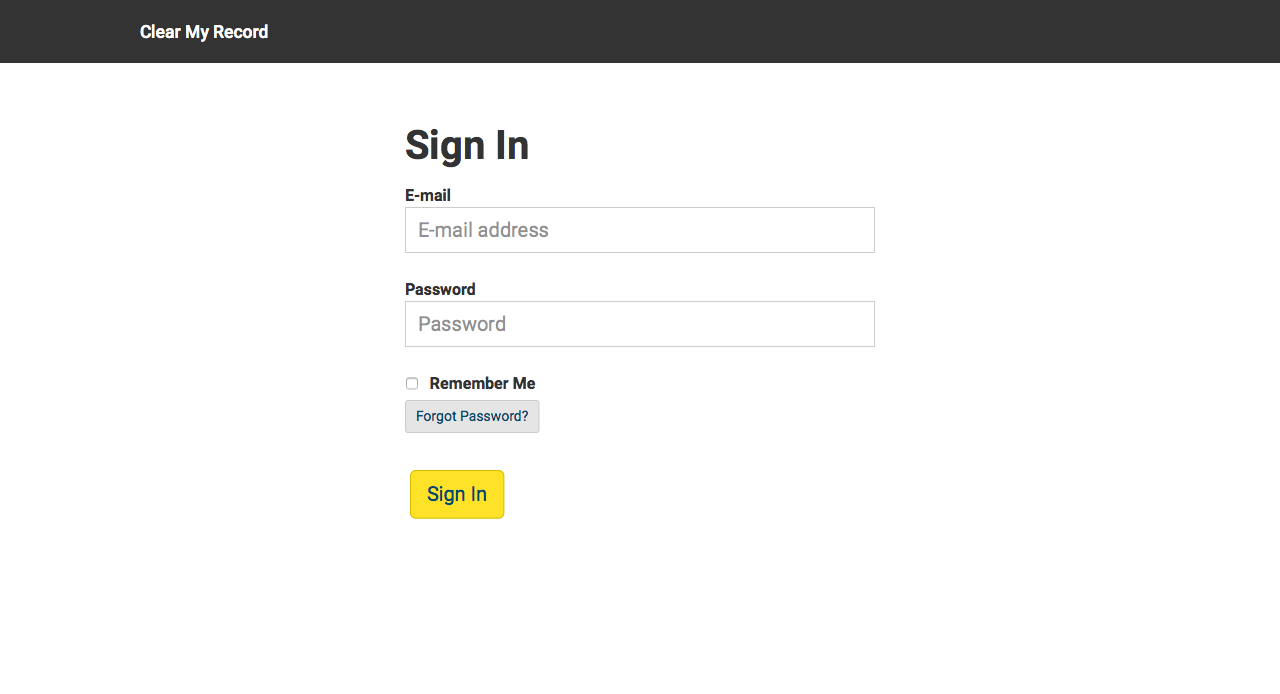 Clear My Record
Sign In
E-mail
E-mail address
Password
Password
Remember Me
Forgot Password?
Sign In